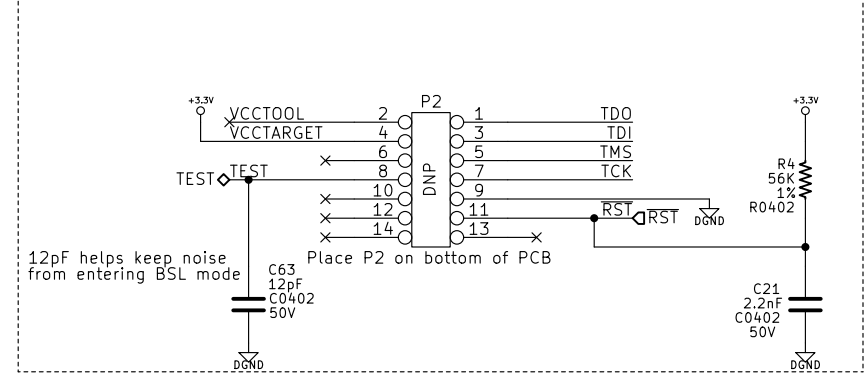 P2
+3.3V
+3.3V
VCCTOOL 2 1 TDO
VCCTARGET 4 3 TDI
6 5 TMS
TEST TEST 8 7 TCK
10 9
12 11 RST RST
14 13
DNP
DGND
R4
56K
1%
R0402
Place P2 on bottom of PCB
12pF helps keep noise
from entering BSL mode
C63
12pF
C0402
50V
DGND
C21
2.2nF
C0402
50V
DGND